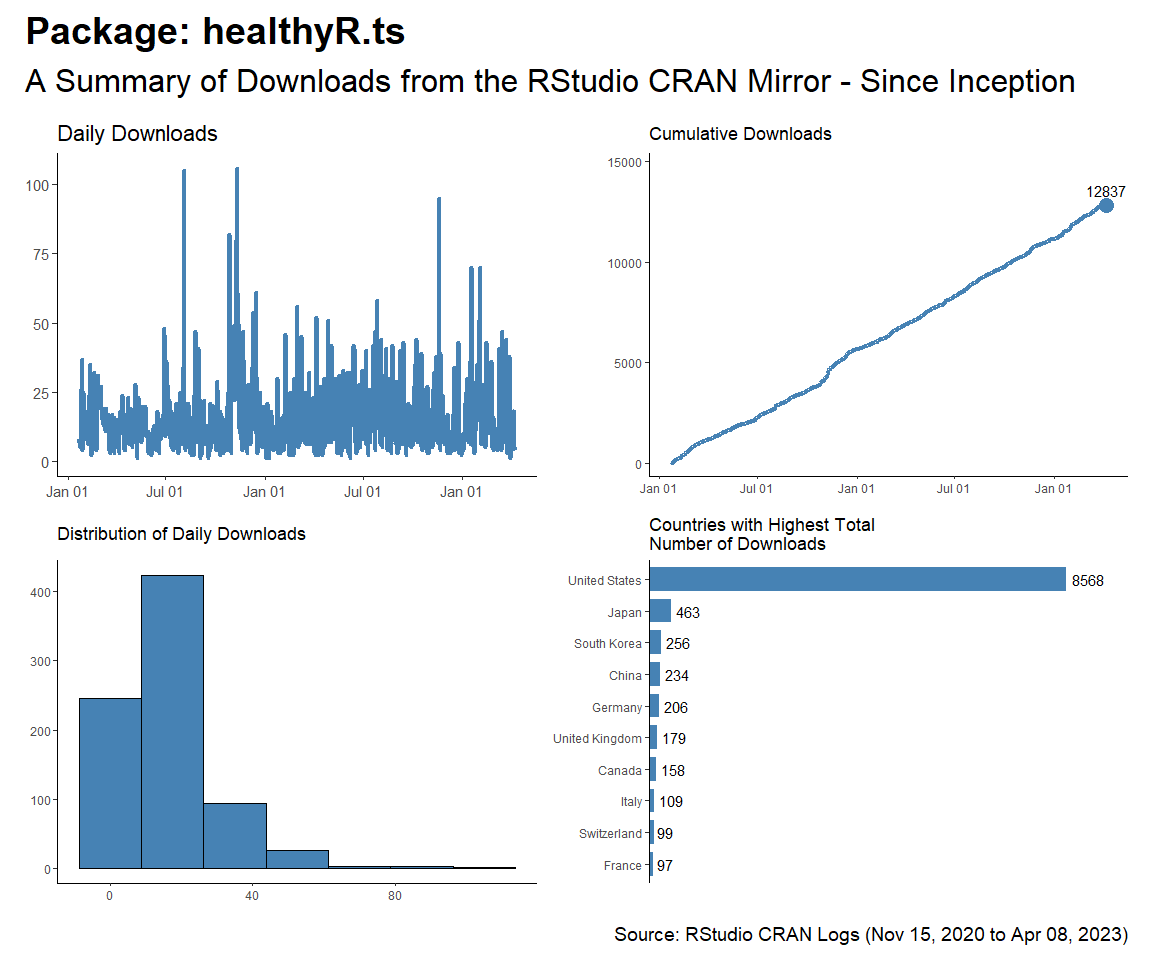 Package: healthyR.ts
A Summary of Downloads from the RStudio CRAN Mirror - Since Inception
Daily Downloads
100
75
50
25
0
Jan 01 Jul 01 Jan 01 Jul 01 Jan 01
Cumulative Downloads
15000
10000
5000
0
12837
Jan 01 Jul 01 Jan 01 Jul 01 Jan 01
Distribution of Daily Downloads
400
300
200
100
0
0 40 80
Countries with Highest Total
Number of Downloads
United States 8568
Japan 463
South Korea 256
China 234
Germany 206
United Kingdom 179
Canada 158
Italy 109
Switzerland 99
France 97
Source: RStudio CRAN Logs (Nov 15, 2020 to Apr 08, 2023)